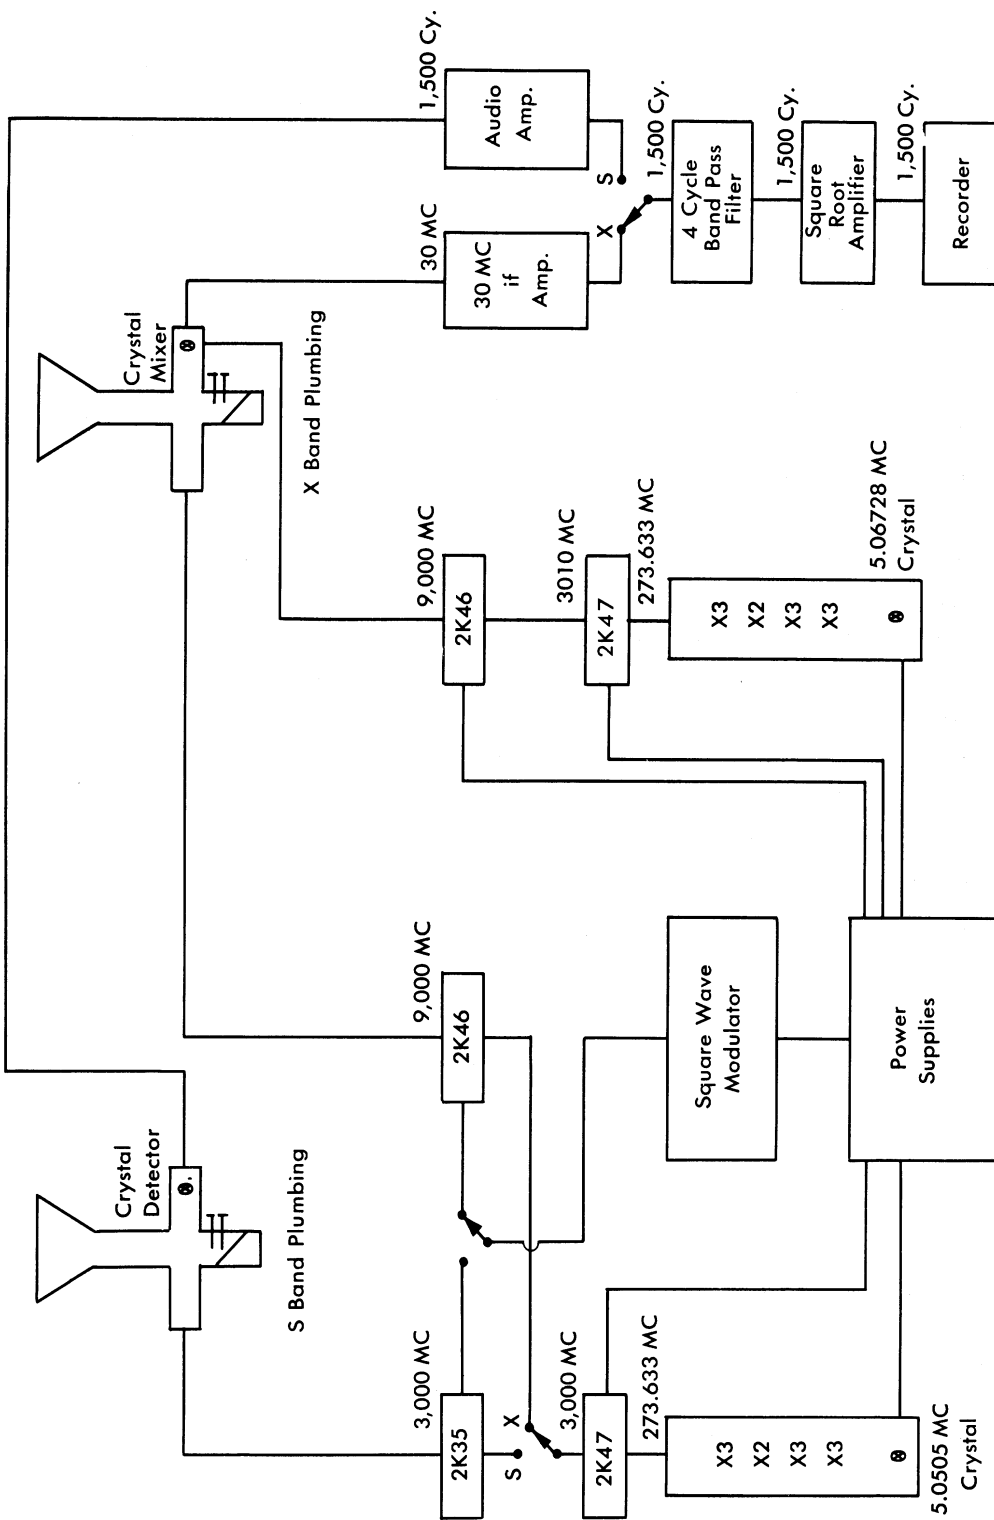 Crystal
Detector
S Band Plumbing
Crystal
Mixer
X Band Plumbing
3,000 MC
2K35
9,000 MC
2K46
9,000 MC
2K46
30 MC
30 MC
if
Amp.
1,500 Cy.
Audio
Amp.
S
X
3,000 MC
2K47
273.633 MC
X3
X2
X3
X3
5.0505 MC
Crystal
Square Wave
Modulator
Power
Supplies
3010 MC
2K47
273.633 MC
X3
X2
X3
X3
5.06728 MC
Crystal
X
S
1,500 Cy.
4 Cycle
Band Pass
Filter
1,500 Cy.
Square
Root
Amplifier
1,500 Cy.
Recorder